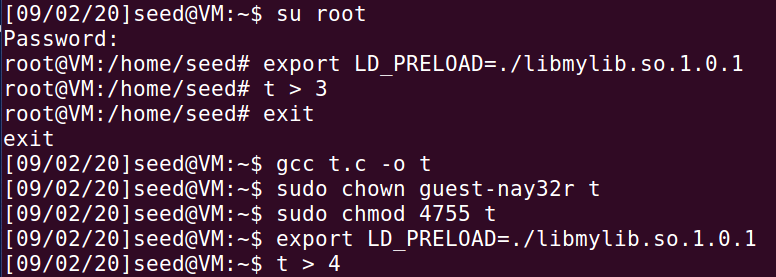 [09/02/20]seed@VM:~$ su root
Password:
root@VM:/home/seed# export LD_PRELOAD=./libmylib.so.1.0.1
root@VM:/home/seed# t > 3
root@VM:/home/seed# exit
exit
[09/02/20]seed@VM:~$ gcc t.c -o t
[09/02/20]seed@VM:~$ sudo chown guest-nay32r t
[09/02/20]seed@VM:~$ sudo chmod 4755 t
[09/02/20]seed@VM:~$ export LD_PRELOAD=./libmylib.so.1.0.1
[09/02/20]seed@VM:~$ t > 4